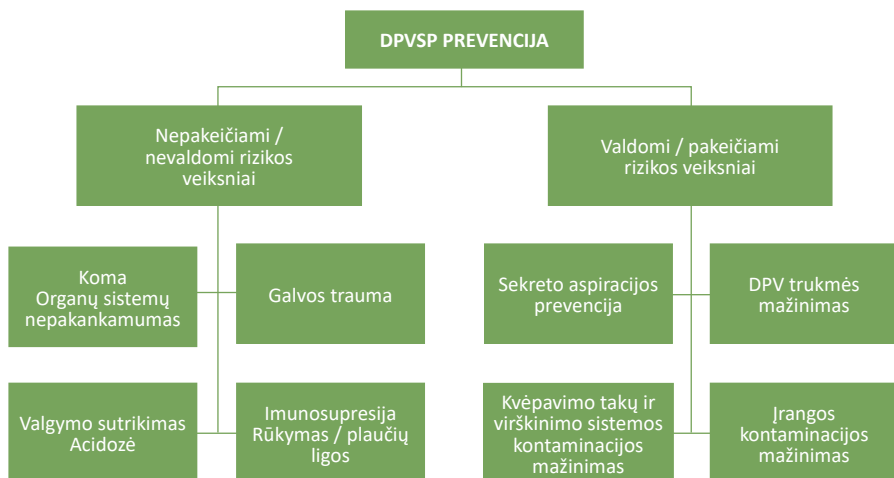 DPVSP PREVENCIJA
Nepakeičiami /
nevaldomi rizikos
veiksniai
Valdomi / pakeičiami
rizikos veiksniai
Koma
Organų sistemų
nepakankamumas
Galvos trauma
Sekreto aspiracijos
prevencija
DPV trukmės
mažinimas
Valgymo sutrikimas
Acidozė
Imunosupresija
Rūkymas / plaučių
ligos
Kvėpavimo takų ir
virškinimo sistemos
kontaminacijos
mažinimas
Įrangos
kontaminacijos
mažinimas